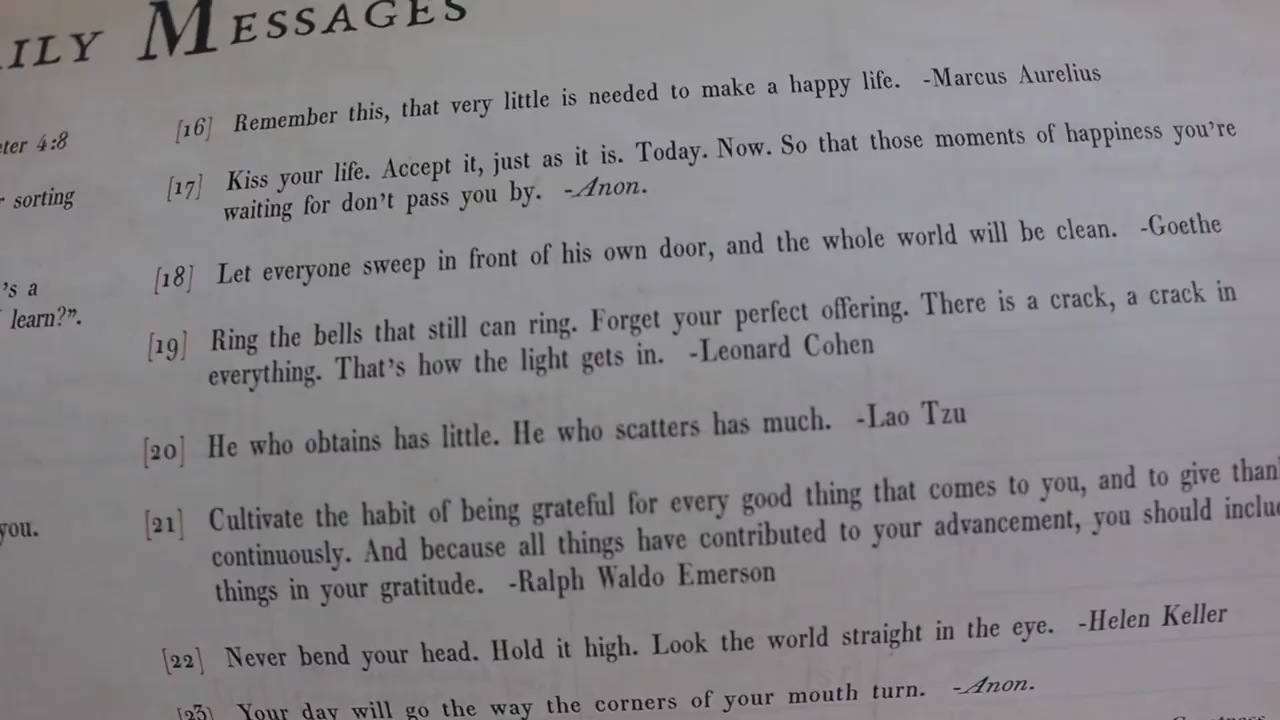 ILY MESSAGES
4:8
sorting
's a
learn?”.
you.
[16] Remember this, that very little is needed to make a happy life. -Marcus Aurelius
[17] Kiss your life. Accept it, just as it is. Today. Now. So that those moments of happiness you’re
waiting for don’t pass you by. -Anon.
[18] Let everyone sweep in front of his own door, and the whole world will be clean. -Goethe
[19] Ring the bells that still can ring. Forget your perfect offering. There is a crack, a crack in
everything. That’s how the light gets in. -Leonard Cohen
[20] He who obtains has little. He who scatters has much. -Lao Tzu
[21] Cultivate the habit of being grateful for every good thing that comes to you, and to give
continuously. And because all things have contributed to your advancement, you should
things in your gratitude. -Ralph Waldo Emerson
[22] Never bend your head. Hold it high. Look the world straight in the eye. -Helen Keller
[23] Your day will go the way the corners of your mouth turn. -Anon.